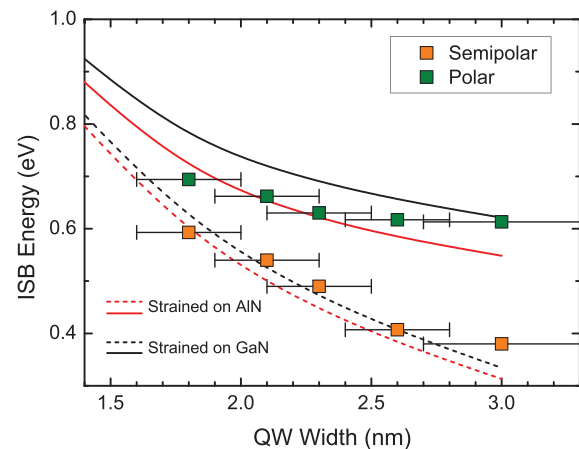 1.0
0.8
0.6
0.4
ISB Energy (eV)
Semipolar
Polar
Strained on AlN
Strained on GaN
1.5
2.0
2.5
3.0
QW Width (nm)